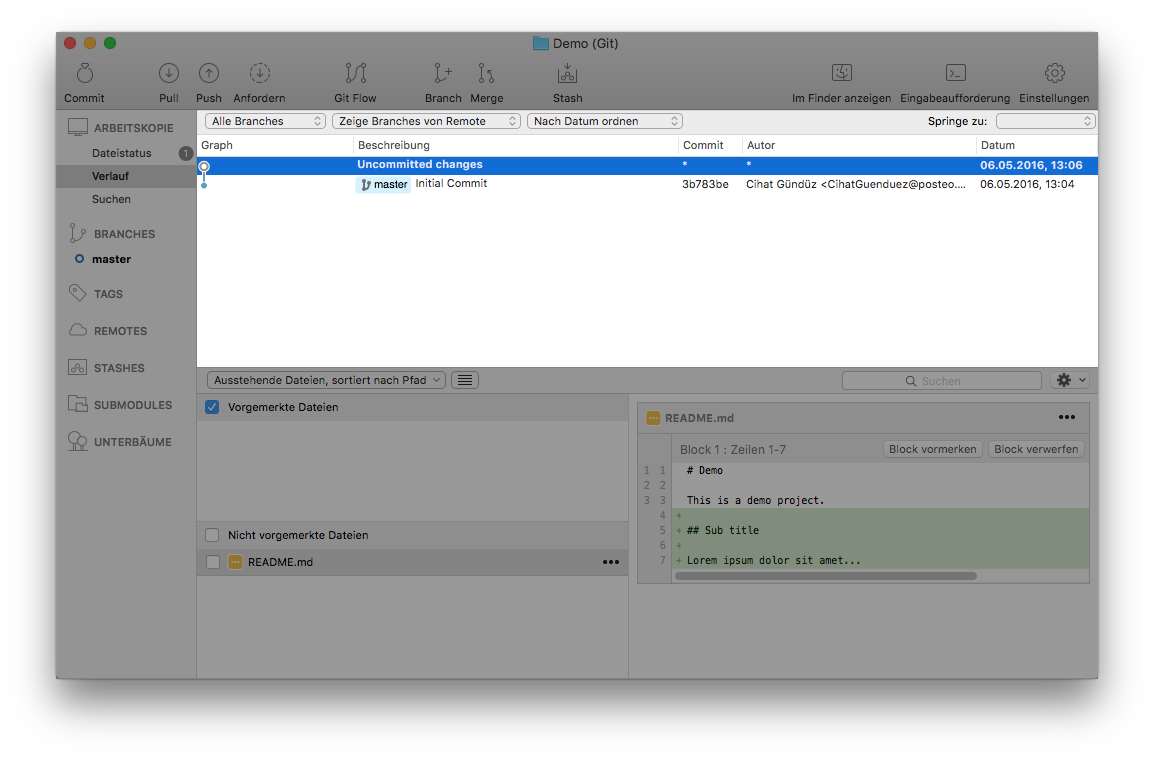 Demo (Git)
Commit Pull Push Anfordern Git Flow Branch Merge Stash Im Finder anzeigen Eingabeaufforderung Einstellungen
Alle Branches Zeige Branches von Remote Nach Datum ordnen Springe zu:
Graph Beschreibung Commit Autor Datum
Uncommitted changes * * 06.05.2016, 13:06
master Initial Commit 3b783be Cihat Gündüz <CihatGuenduez@posteo.... 06.05.2016, 13:04
ARBEITSKOPIE
Dateistatus 1
Verlauf
Suchen
BRANCHES
master
TAGS
REMOTES
STASHES
SUBMODULES
UNTERBÄUME
Ausstehende Dateien, sortiert nach Pfad Suchen
Vorgemerkte Dateien
Nicht vorgemerkte Dateien
README.md •••
README.md •••
Block 1 : Zeilen 1-7 Block vormerken Block verwerfen
1 1 # Demo
2 2
3 3 This is a demo project.
4 +
5 + ## Sub title
6 +
7 + Lorem ipsum dolor sit amet...